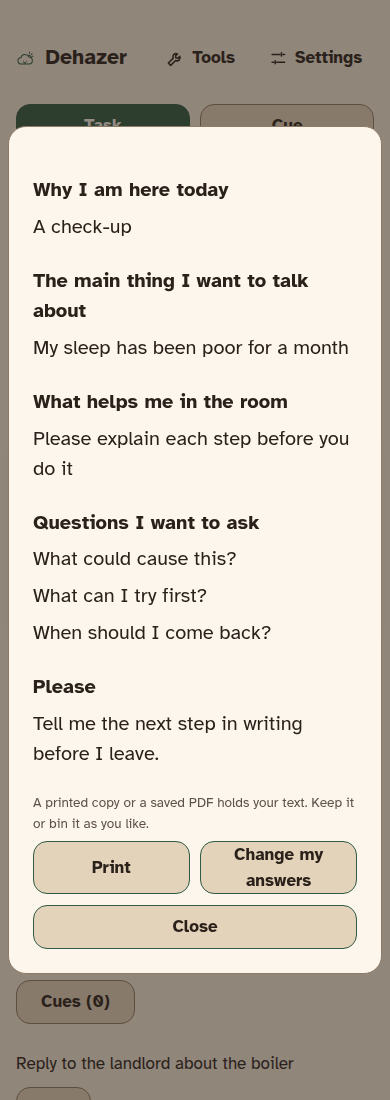 Dehazer Tools Settings
Task Cue
Why I am here today
A check-up
The main thing I want to talk
about
My sleep has been poor for a month
What helps me in the room
Please explain each step before you
do it
Questions I want to ask
What could cause this?
What can I try first?
When should I come back?
Please
Tell me the next step in writing
before I leave.
A printed copy or a saved PDF holds your text. Keep it
or bin it as you like.
Print
Change my
answers
Close
Cues (0)
Reply to the landlord about the boiler